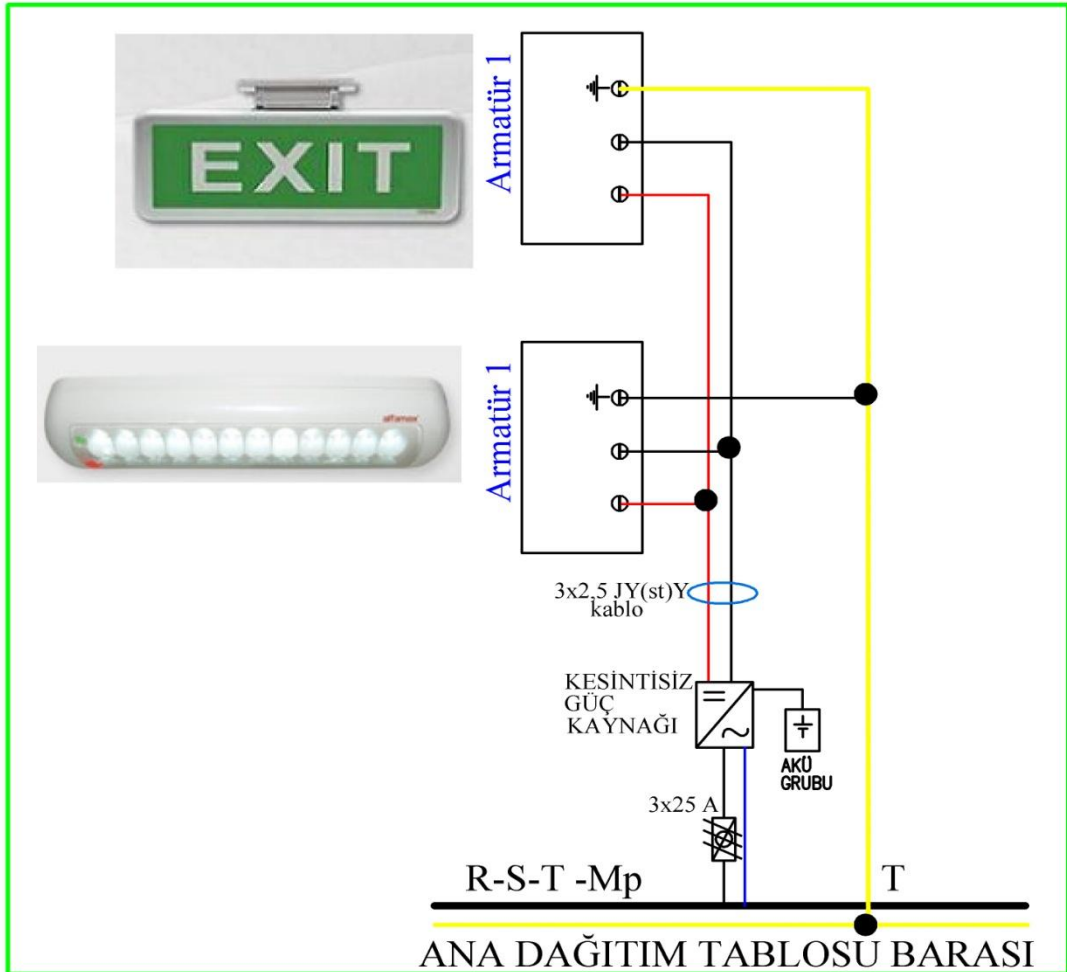 EXIT
Armatür 1
alfamax
Armatür 1
3x2,5 JY(st)Y
kablo
KESİNTİSİZ
GÜÇ
KAYNAĞI
AKÜ
GRUBU
3x25 A
R-S-T -Mp
T
ANA DAĞITIM TABLOSU BARASI